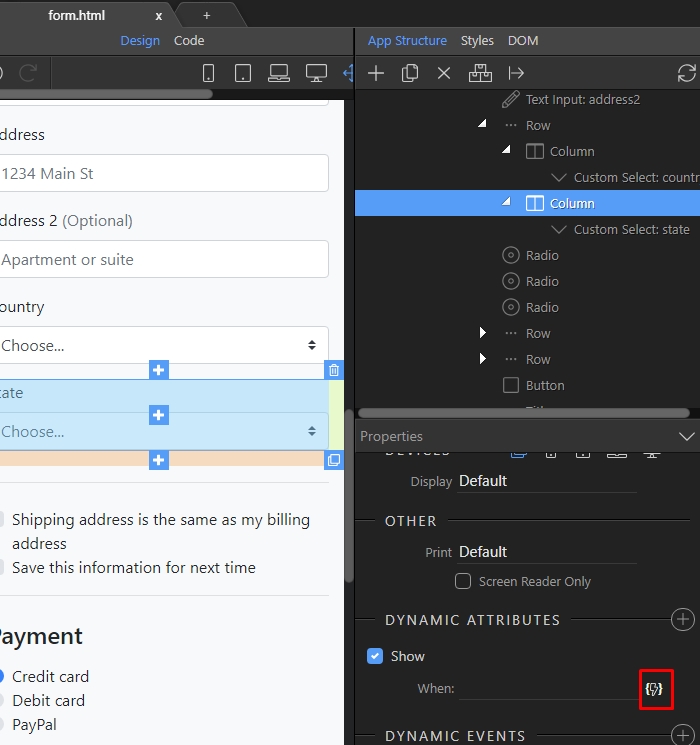 form.html x +
Design Code
App Structure Styles DOM
Text Input: address2
Row
Column
Custom Select: countr
Column
Custom Select: state
Radio
Radio
Radio
Row
Row
Button
ddress
1234 Main St
ddress 2 (Optional)
Apartment or suite
ountry
Choose...
tate
Choose...
Shipping address is the same as my billing
address
Save this information for next time
ayment
Credit card
Debit card
PayPal
Properties
DEVICES
Display Default
OTHER
Print Default
Screen Reader Only
DYNAMIC ATTRIBUTES
Show
When:
DYNAMIC EVENTS